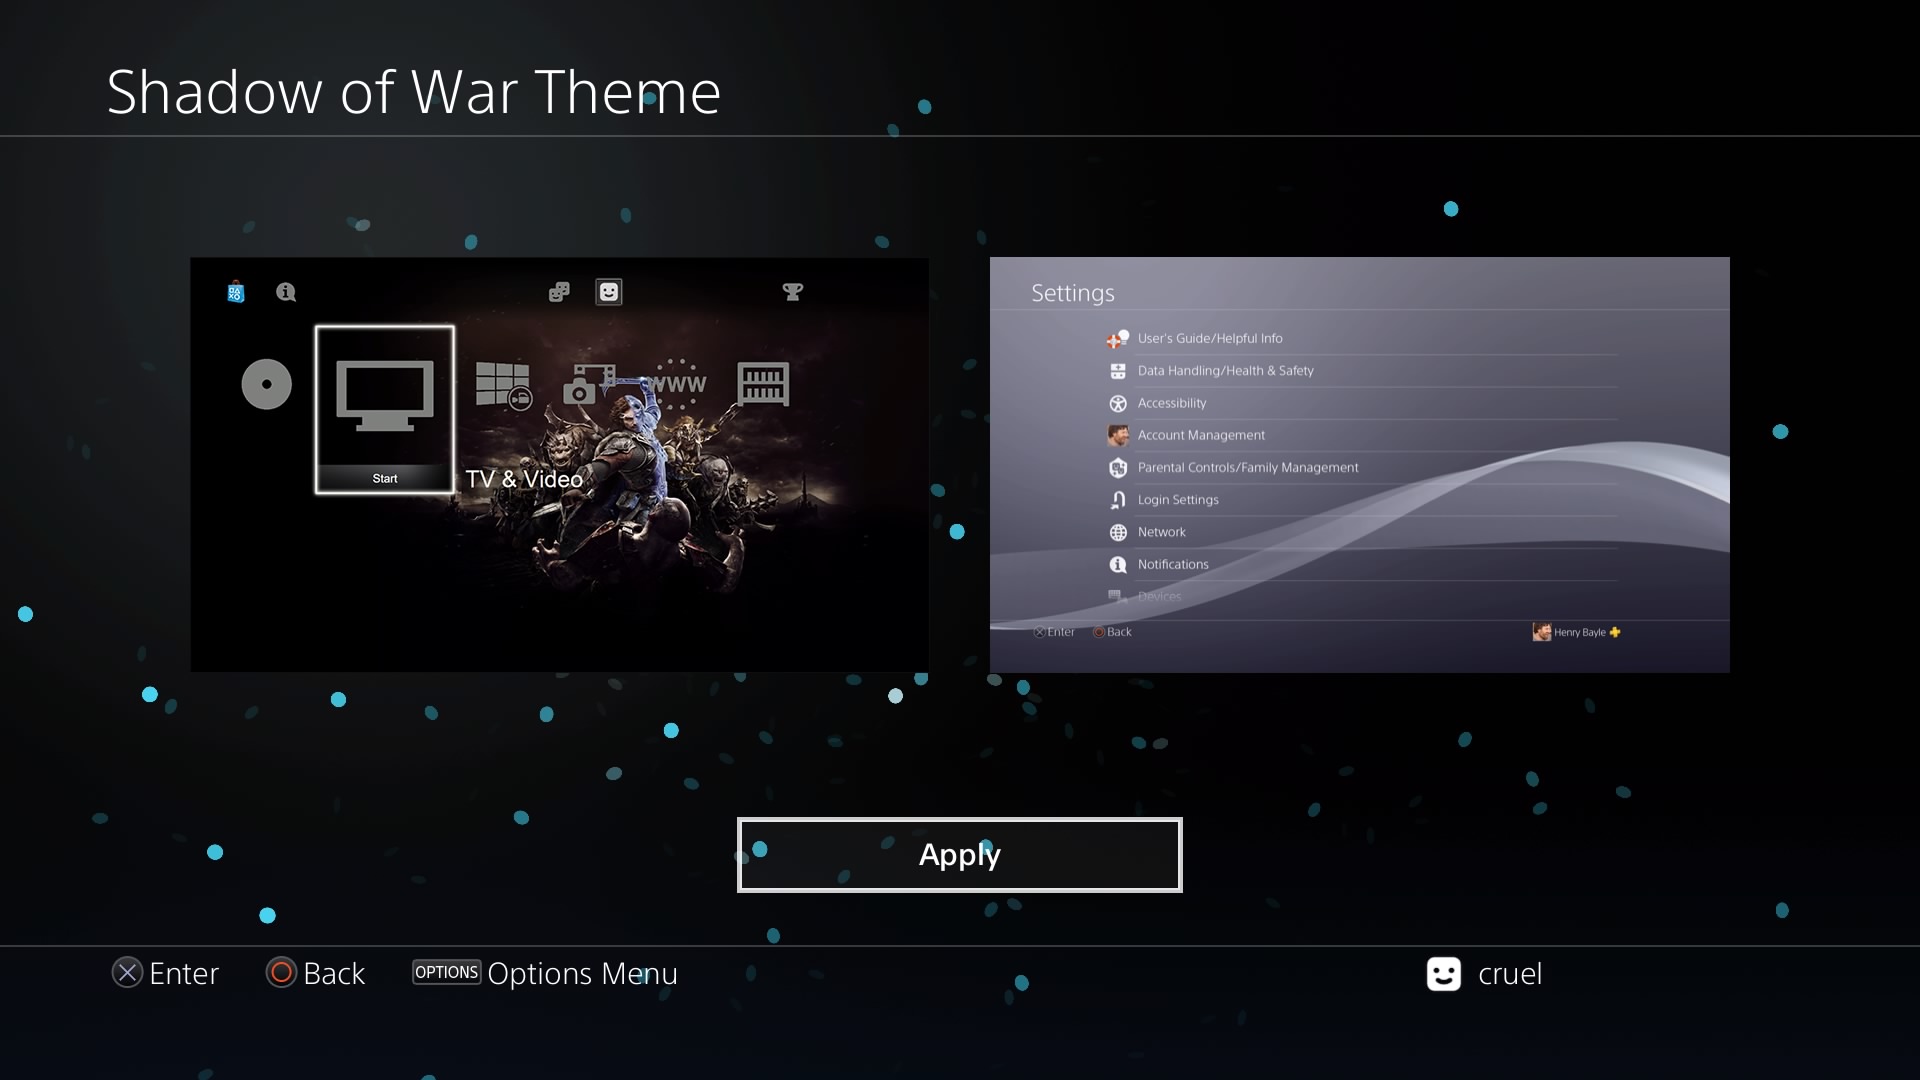 Shadow of War Theme
WWW
Start
TV & Video
Settings
User's Guide/Helpful Info
Data Handling/Health & Safety
Accessibility
Account Management
Parental Controls/Family Management
Login Settings
Network
Notifications
Devices
Enter Back
Henry Bayle
Apply
Enter Back OPTIONS Options Menu
cruel